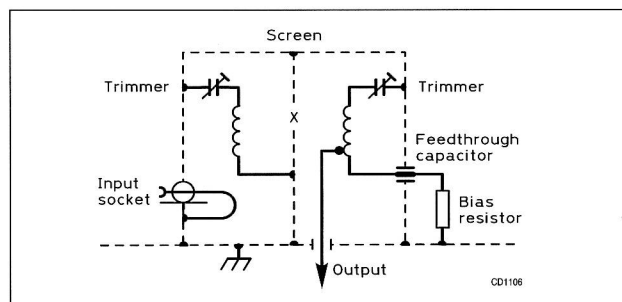 Screen
Trimmer
Trimmer
X
Feedthrough
capacitor
Input
socket
Bias
resistor
Output
CD1106